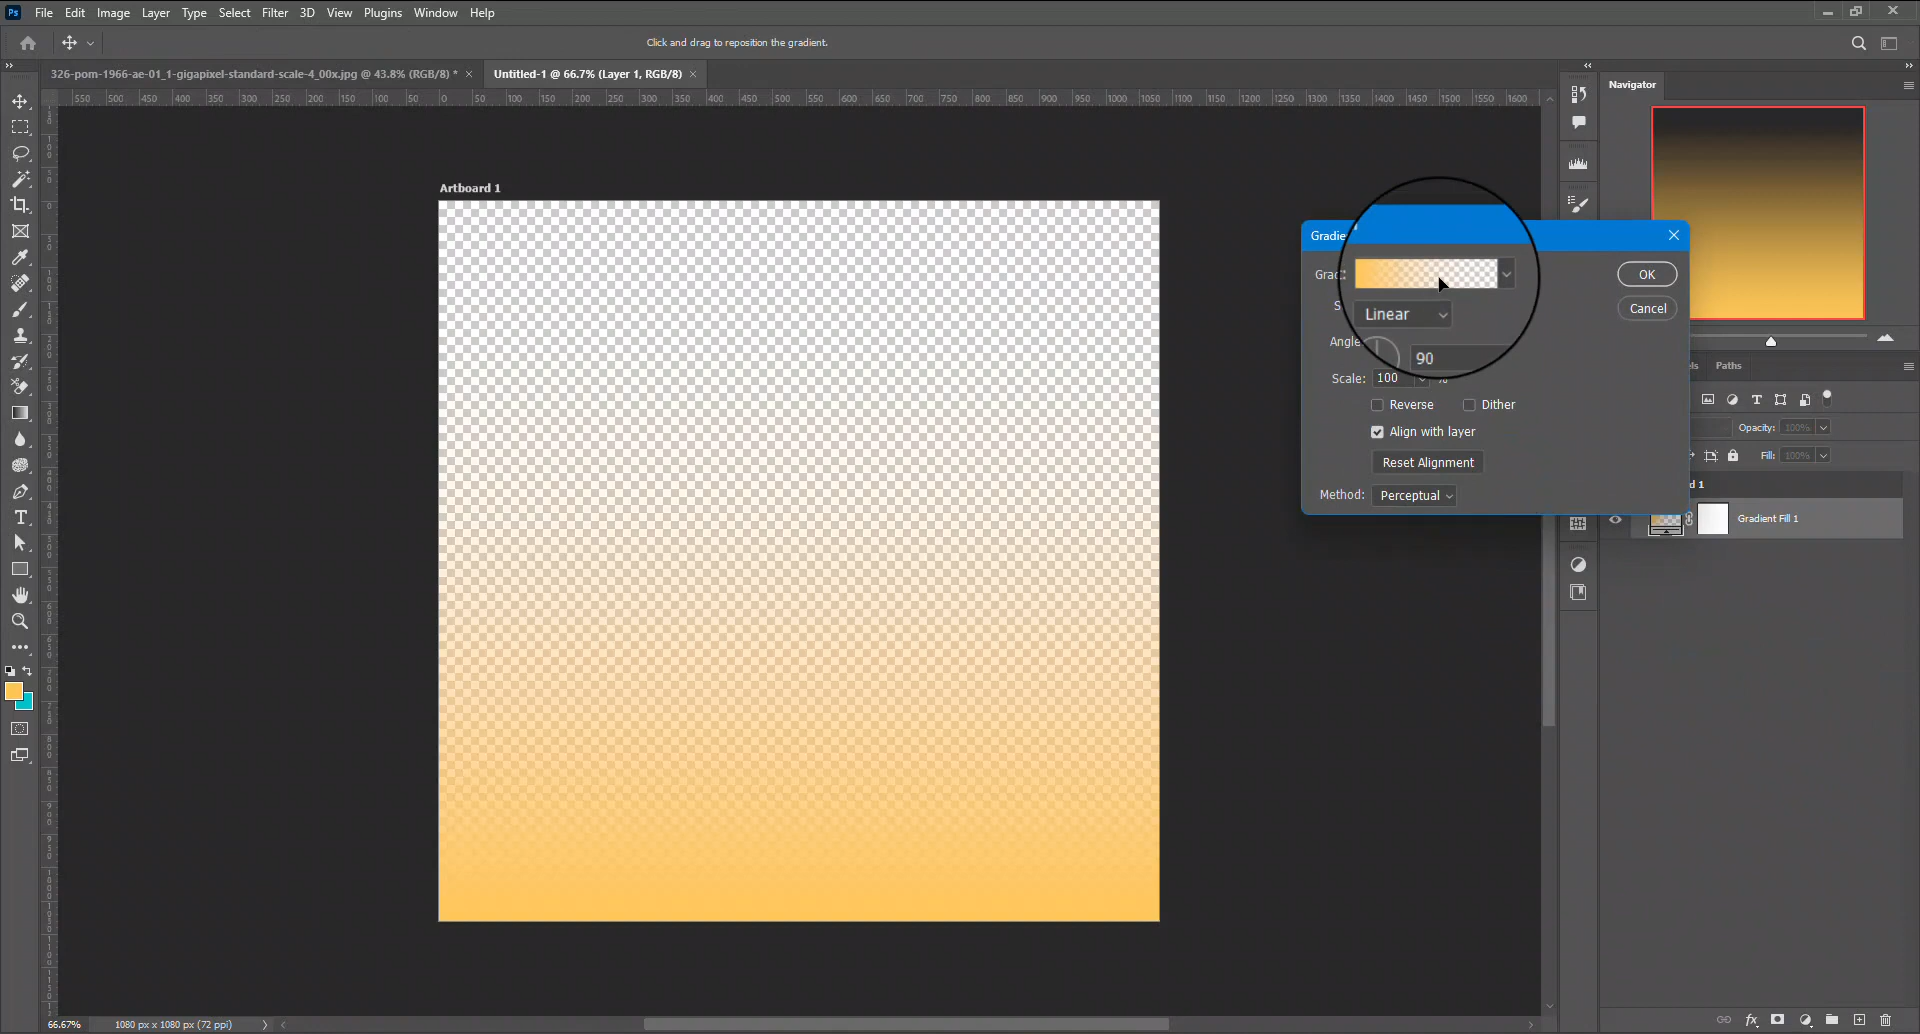 Ps File Edit Image Layer Type Select Filter 3D View Plugins Window Help
Click and drag to reposition the gradient.
326-pom-1966-ae-01_1-gigapixel-standard-scale-4_00x.jpg @ 43.8% (RGB/8) *
Untitled-1 @ 66.7% (Layer 1, RGB/8)
Navigator
550 500 450 400 350 300 250 200 150 100 50 0 50 100 150 200 250 300 350 400 450 500 550 600 650 700 750 800 850 900 950 1000 1050 1100 1150 1200 1250 1300 1350 1400 1450 1500 1550 1600
Artboard 1
Gradie
Grac
OK
S
Linear
Cancel
Angle
90
Scale: 100 %
Reverse
Dither
Align with layer
Reset Alignment
Method: Perceptual
els
Paths
Opacity: 100%
Fill: 100%
d 1
Gradient Fill 1
66.67%
1080 px x 1080 px (72 ppi)